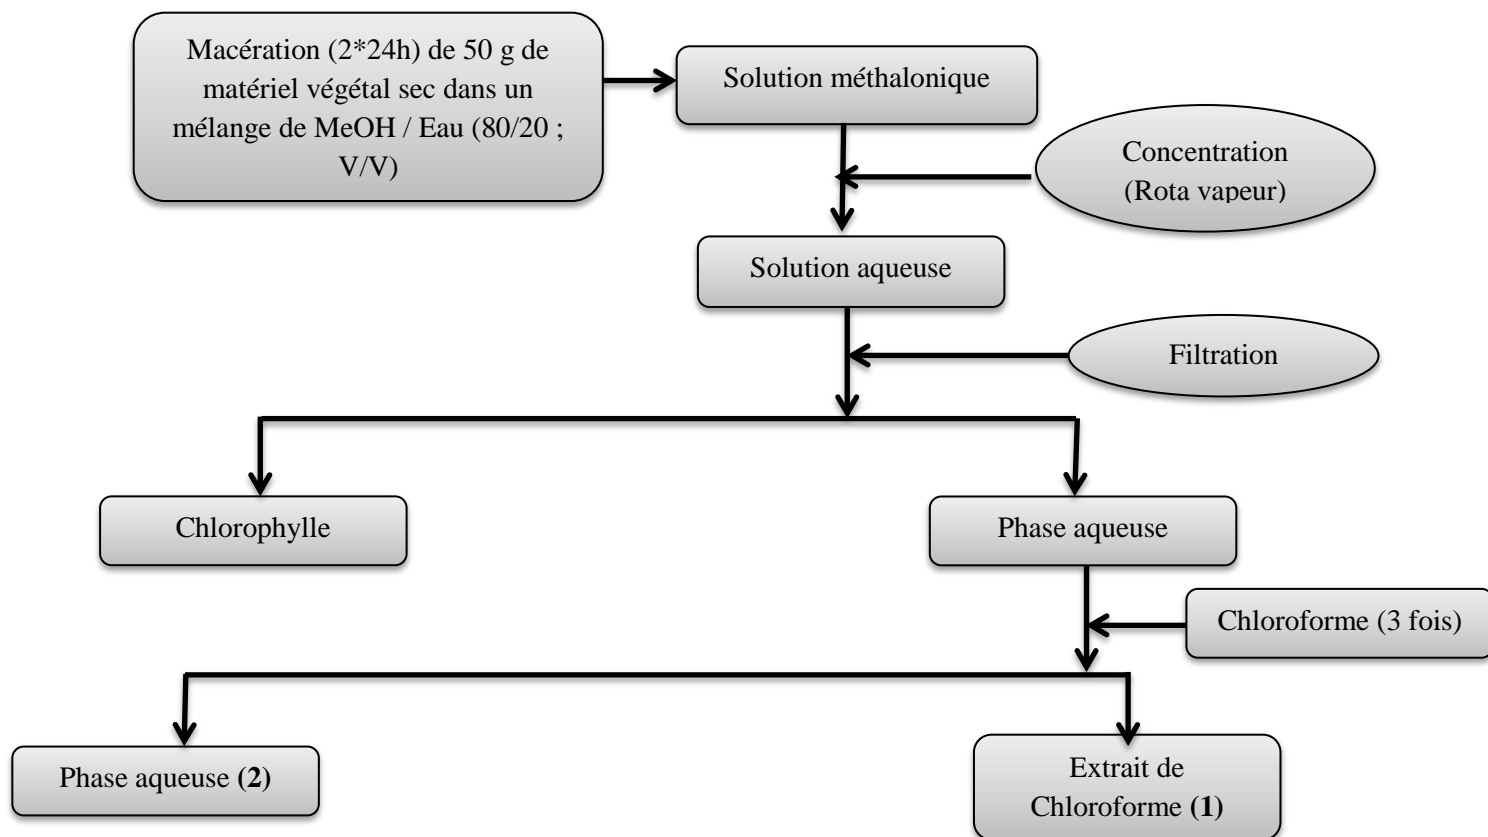 Macération (2*24h) de 50 g de
matériel végétal sec dans un
mélange de MeOH / Eau (80/20 ;
V/V)
Solution méthalonique
Concentration
(Rota vapeur)
Solution aqueuse
Filtration
Chlorophylle
Phase aqueuse
Chloroforme (3 fois)
Phase aqueuse (2)
Extrait de
Chloroforme (1)